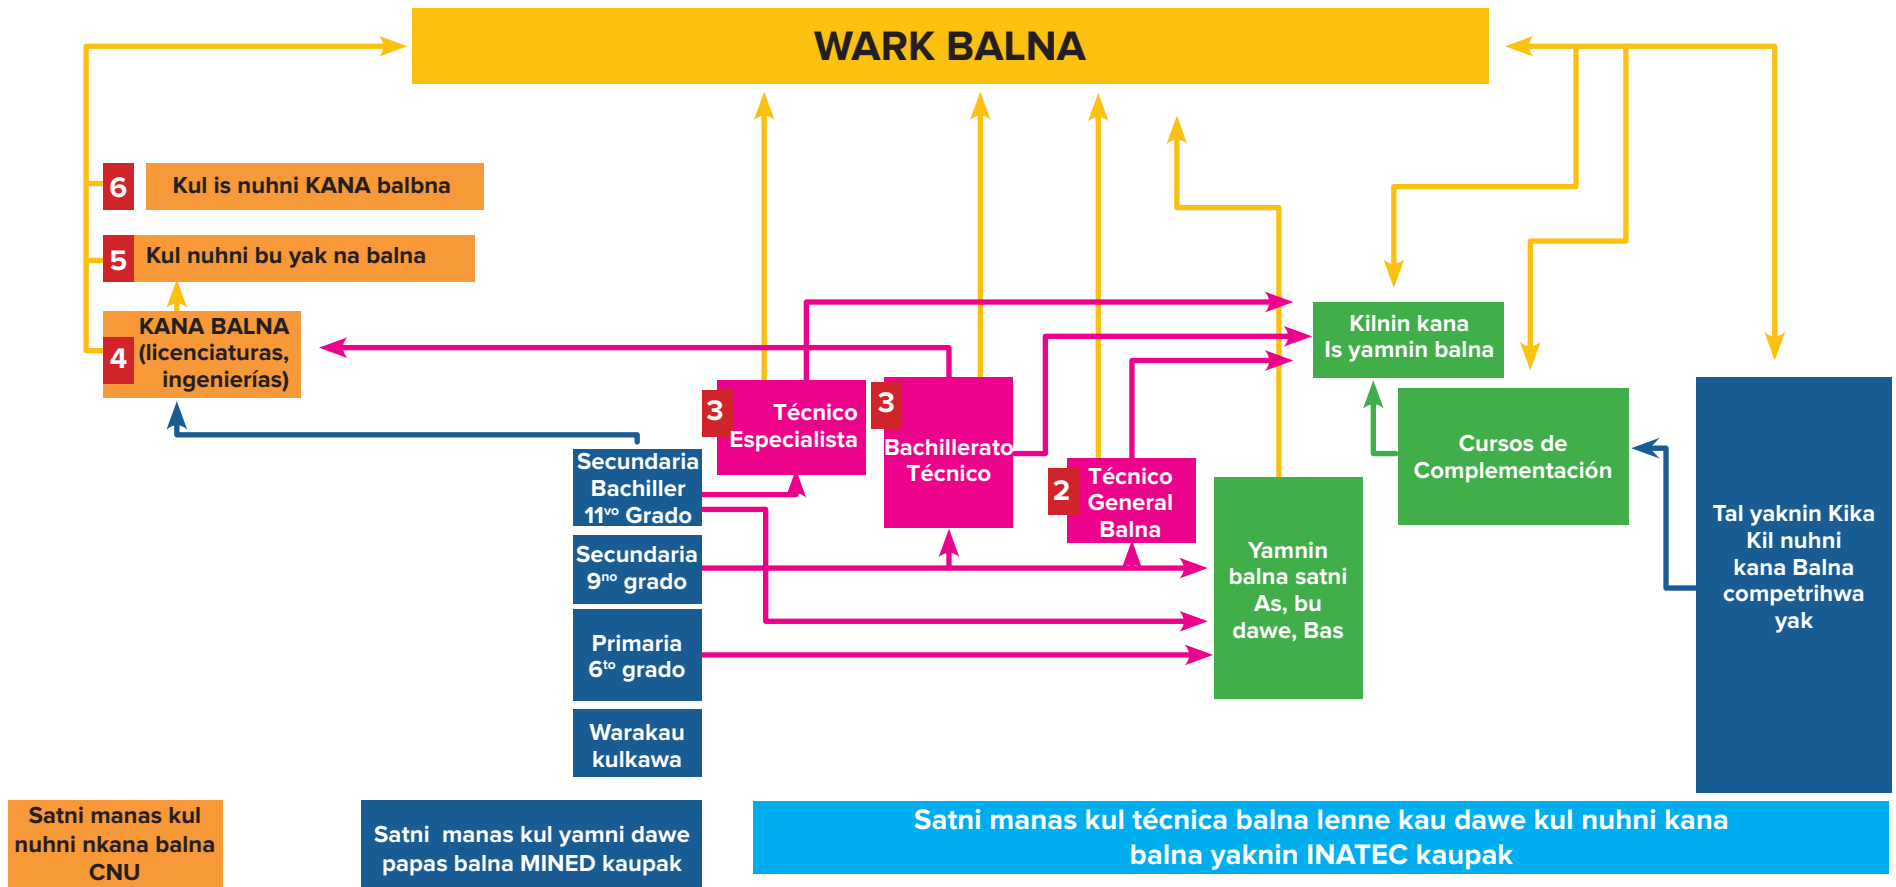 WARK BALNA
6
Kul is nuhni KANA balbna
5
Kul nuhni bu yak na balna
4
KANA BALNA
(licenciaturas,
ingenierías)
3
Técnico
Especialista
3
Bachillerato
Técnico
2
Técnico
General
Balna
Kilnin kana
Is yamnin balna
Cursos de
Complementación
Secundaria
Bachiller
11vo Grado
Secundaria
9no grado
Primaria
6to grado
Warakau
kulkawa
Yamnin
balna satni
As, bu
dawe, Bas
Tal yaknin Kika
Kil nuhni
kana Balna
competrihwa
yak
Satni manas kul
nuhni nkana balna
CNU
Satni manas kul yamni dawe
papas balna MINED kaupak
Satni manas kul técnica balna lenne kau dawe kul nuhni kana
balna yaknin INATEC kaupak